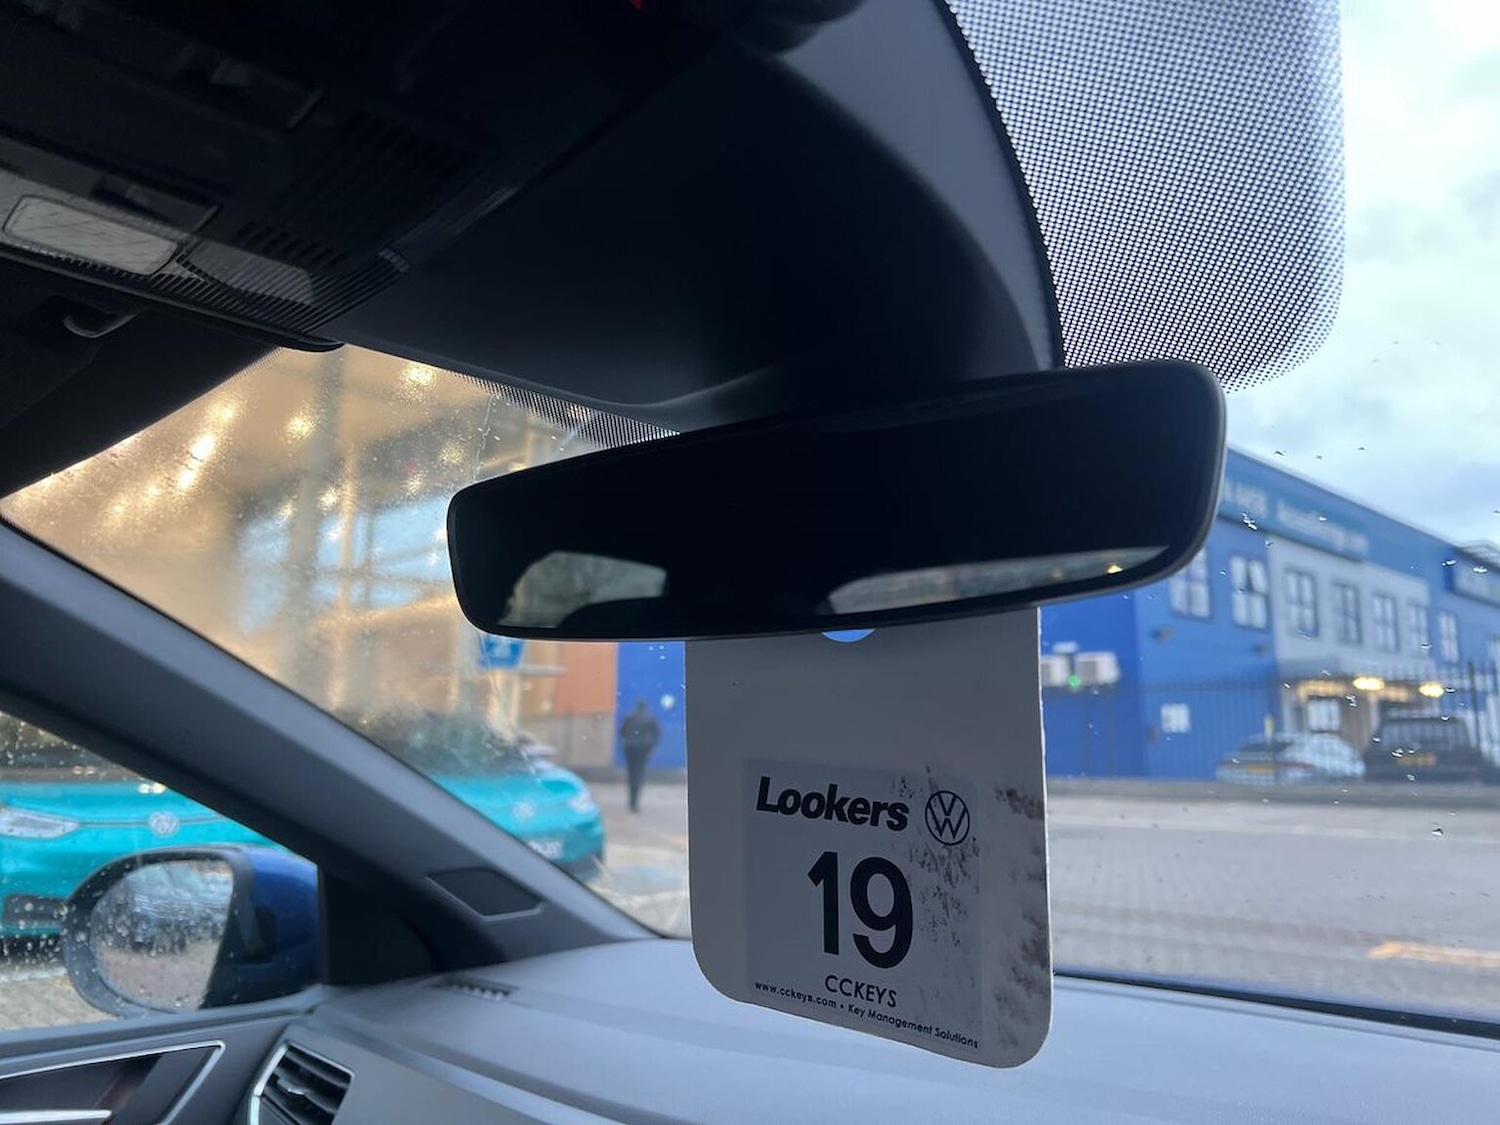 Lookers
19
CCKEYS
www.cckeys.com • Key Management Solutions